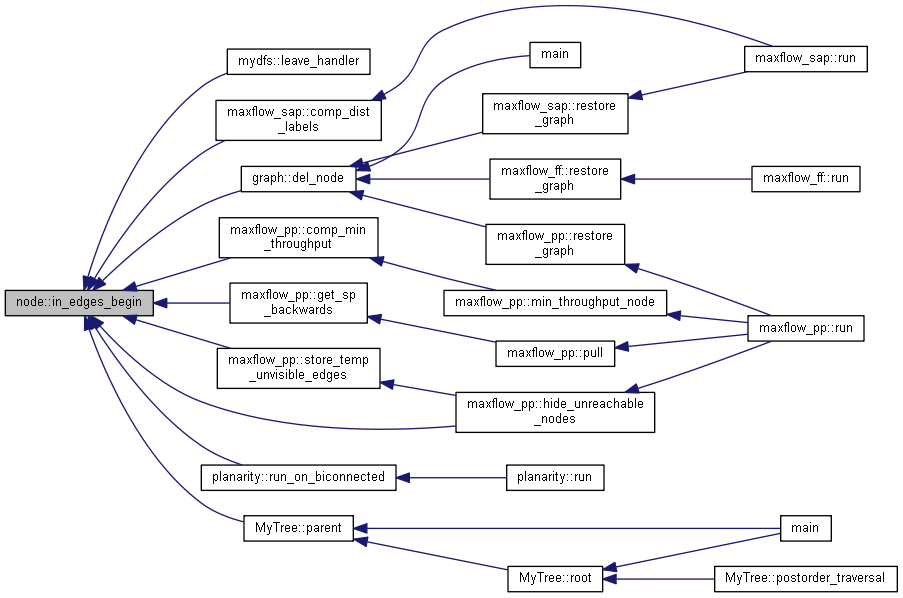 mydfs::leave_handler
main
maxflow_sap::run
maxflow_sap::comp_dist
_labels
maxflow_sap::restore
_graph
graph::del_node
maxflow_ff::restore
_graph
maxflow_ff::run
maxflow_pp::comp_min
_throughput
maxflow_pp::restore
_graph
node::in_edges_begin
maxflow_pp::get_sp
_backwards
maxflow_pp::min_throughput_node
maxflow_pp::run
maxflow_pp::pull
maxflow_pp::store_temp
_unvisible_edges
maxflow_pp::hide_unreachable
_nodes
planarity::run_on_biconnected
planarity::run
MyTree::parent
main
MyTree::root
MyTree::postorder_traversal